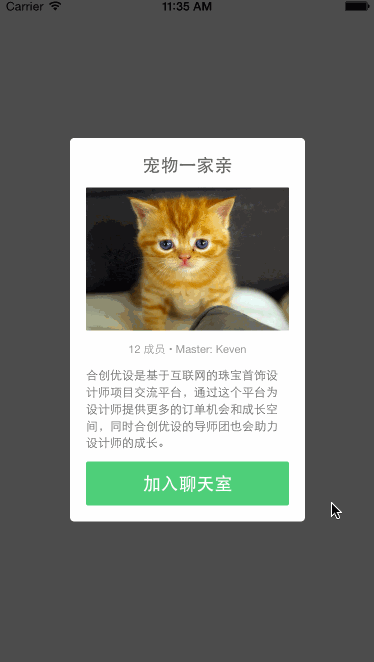 Carrier 11:35 AM
宠物一家亲
12 成员 • Master: Keven
合创优设是基于互联网的珠宝首饰设
计师项目交流平台，通过这个平台为
设计师提供更多的订单机会和成长空
间，同时合创优设的导师团也会助力
设计师的成长。
加入聊天室